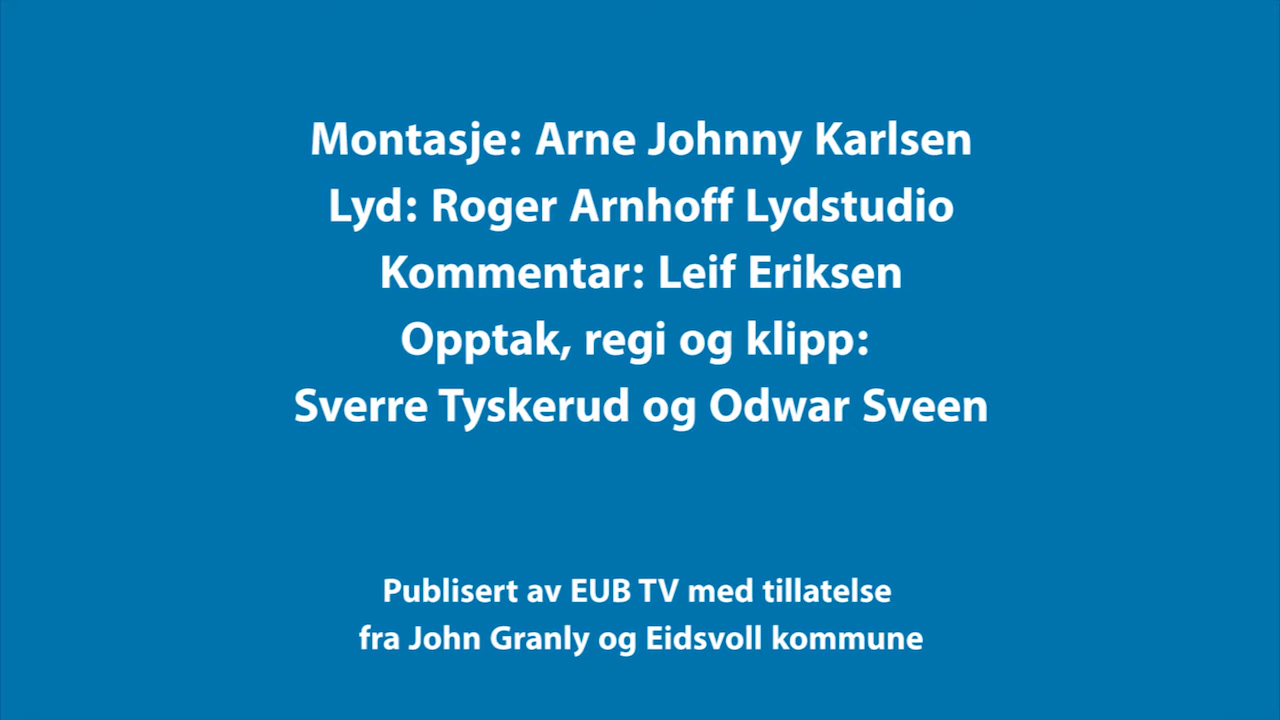 Montasje: Arne Johnny Karlsen
Lyd: Roger Arnhoff Lydstudio
Kommentar: Leif Eriksen
Opptak, regi og klipp:
Sverre Tyskerud og Odwar Sveen
Publisert av EUB TV med tillatelse
fra John Granly og Eidsvoll kommune